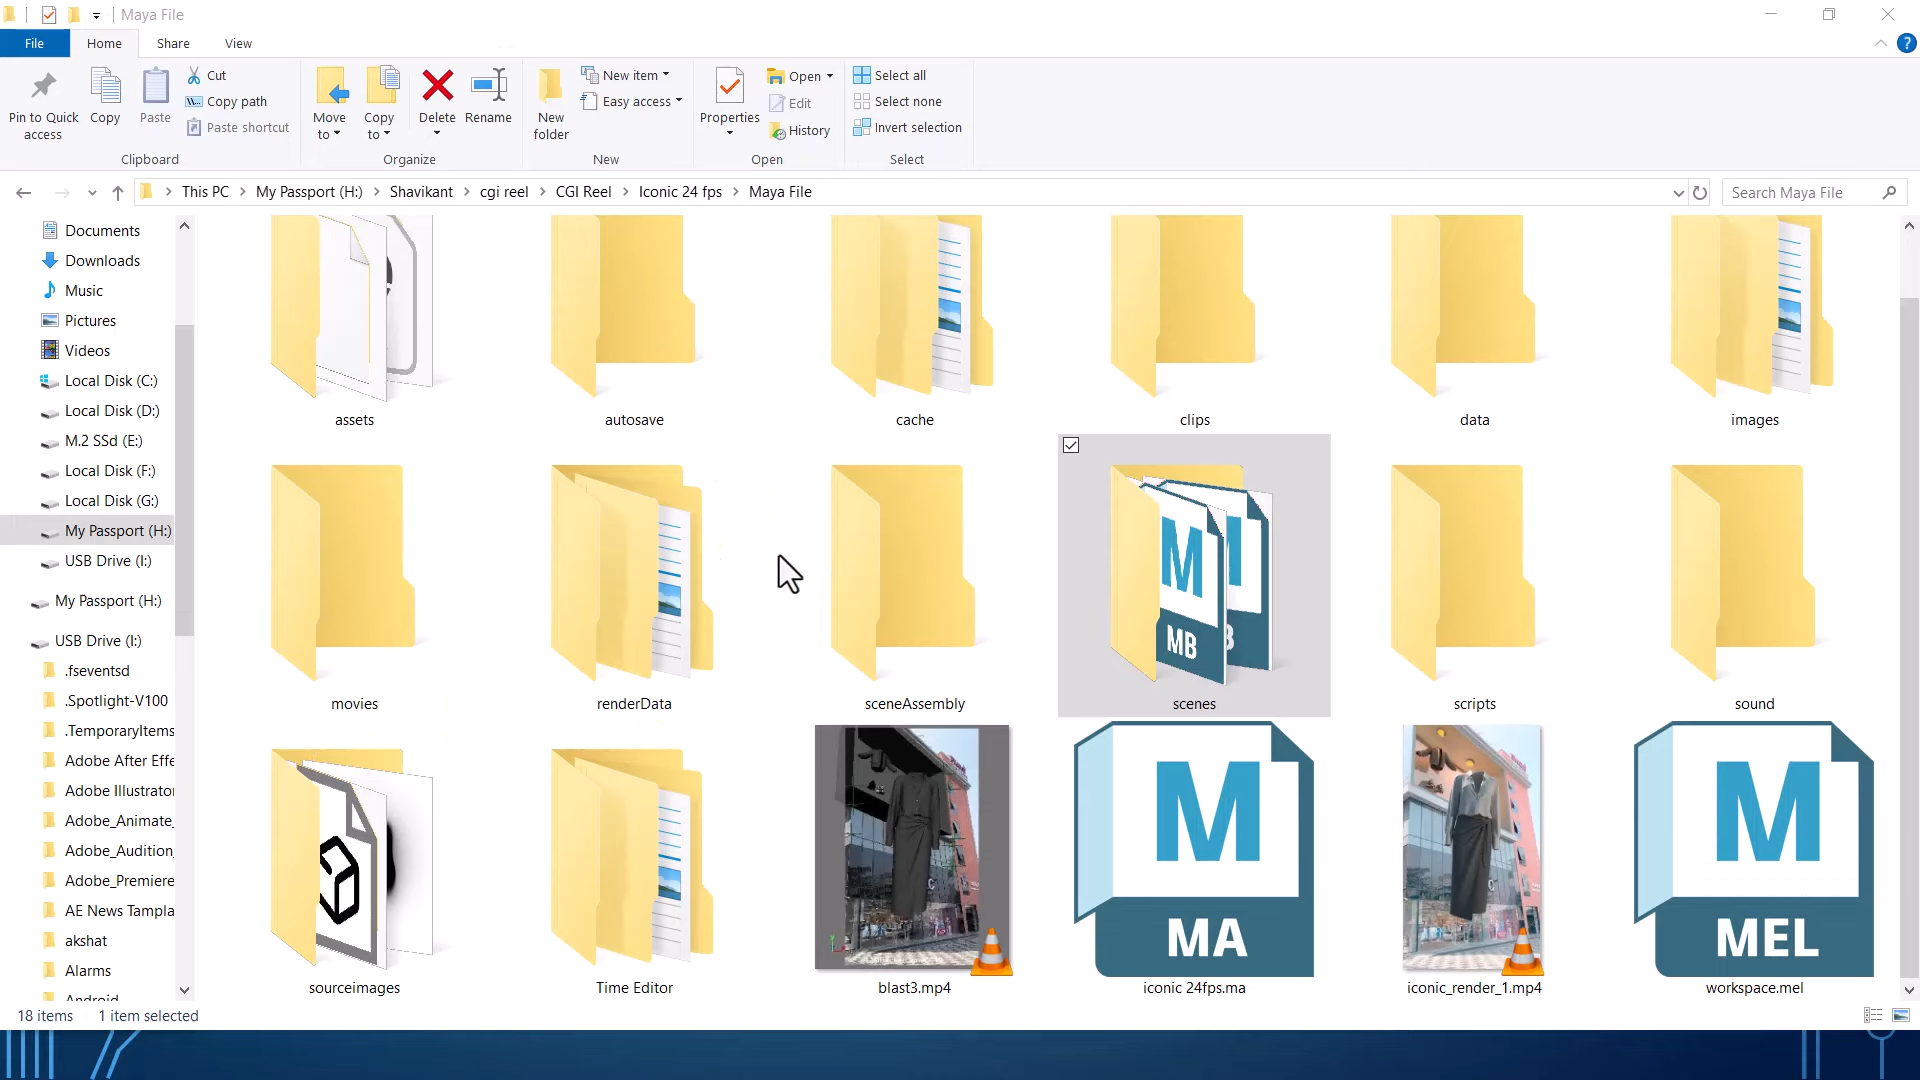 Maya File
File
Home
Share
View
?
Pin to Quick access
Copy
Paste
Cut
Copy path
Paste shortcut
Clipboard
Move to
Copy to
Delete
Rename
Organize
New folder
New item
Easy access
New
Properties
Open
Edit
History
Open
Select all
Select none
Invert selection
Select
This PC
My Passport (H:)
Shavikant
cgi reel
CGI Reel
Iconic 24 fps
Maya File
Search Maya File
Documents
Downloads
Music
Pictures
Videos
Local Disk (C:)
Local Disk (D:)
M.2 SSd (E:)
Local Disk (F:)
Local Disk (G:)
My Passport (H:)
USB Drive (I:)
My Passport (H:)
USB Drive (I:)
.fseventsd
.Spotlight-V100
.TemporaryItems
Adobe After Effe
Adobe Illustrato
Adobe_Animate_
Adobe_Audition_
Adobe_Premiere
AE News Tampla
akshat
Alarms
Android
assets
autosave
cache
clips
data
images
M
MB
movies
renderData
sceneAssembly
scenes
scripts
sound
M
MA
M
MEL
sourceimages
Time Editor
blast3.mp4
iconic 24fps.ma
iconic_render_1.mp4
workspace.mel
18 items
1 item selected